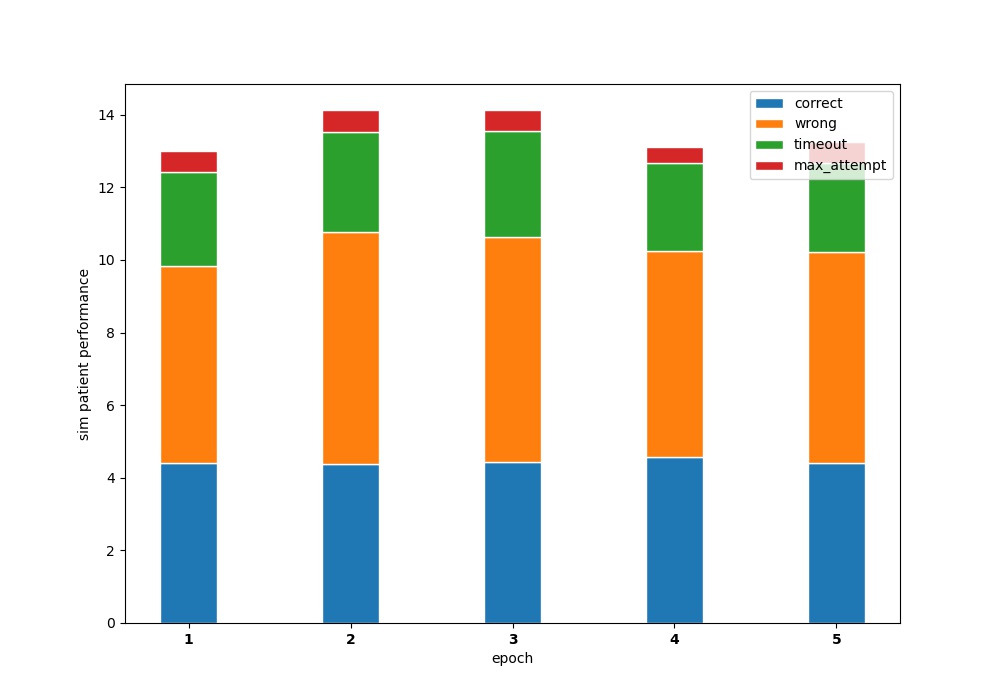 correct
wrong
timeout
max_attempt
14
12
10
8
6
4
2
0
sim patient performance
1 2 3 4 5
epoch